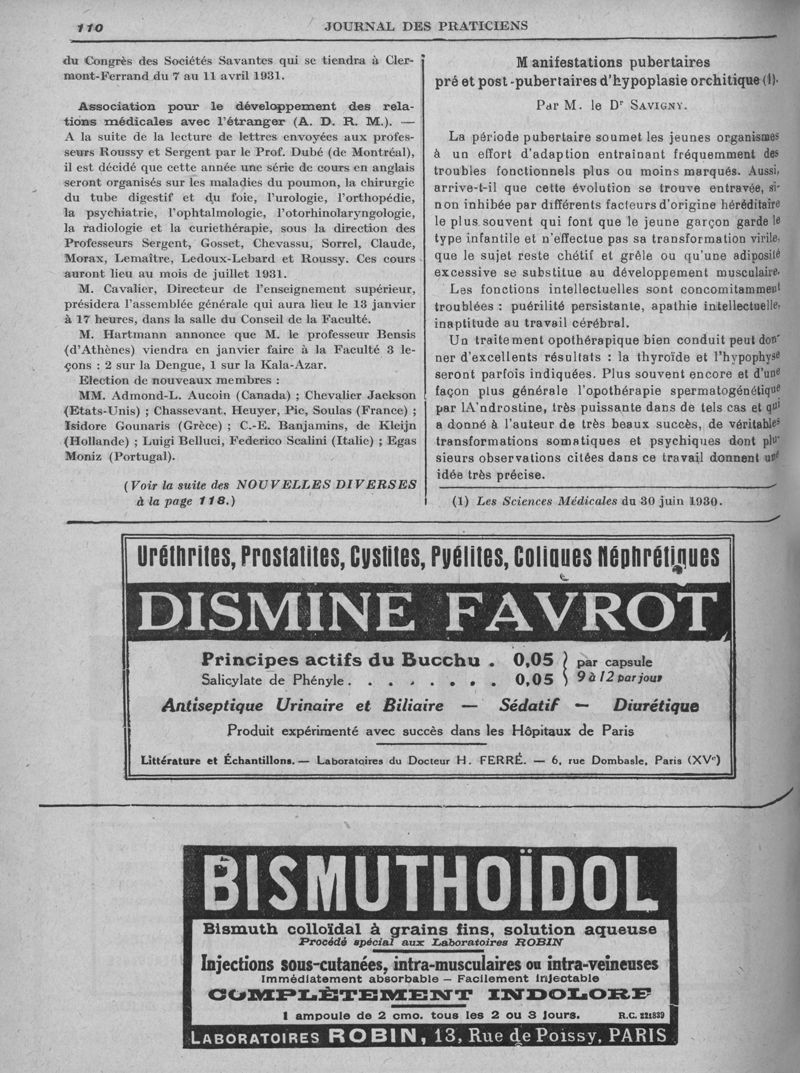 110
JOURNAL DES PRATICIENS
du Congrès des Sociétés Savantes qui se tiendra à Cler-
mont-Ferrand du 7 au 11 avril 1931.
Association pour le développement des rela-
tions médicales avec l'étranger (A. D. R. M.). —
A la suite de la lecture de lettres envoyées aux profes-
seurs Roussy et Sergent par le Prof. Dubé (de Montréal),
il est décidé que cette année une série de cours en anglais
seront organisés sur les maladies du poumon, la chirurgie
du tube digestif et du foie, l'urologie, l'orthopédie,
la psychiatrie, l'ophtalmologie, l'otorhinolaryngologie,
la radiologie et la curiethérapie, sous la direction des
Professeurs Sergent, Gosset, Chevassu, Sorrel, Claude,
Morax, Lemaître, Ledoux-Lebard et Roussy. Ces cours
auront lieu au mois de juillet 1931.
M. Cavalier, Directeur de l'enseignement supérieur,
présidera l'assemblée générale qui aura lieu le 13 janvier
à 17 heures, dans la salle du Conseil de la Faculté.
M. Hartmann annonce que M. le professeur Bensis
(d'Athènes) viendra en janvier faire à la Faculté 3 le-
çons : 2 sur la Dengue, 1 sur la Kala-Azar.
Election de nouveaux membres :
MM. Admond-L. Aucoin (Canada) ; Chevalier Jackson
(Etats-Unis) ; Chassevant, Heuyer, Pic, Soulas (France) ;
Isidore Gounaris (Grèce) ; C.-E. Banjamins, de Kleijn
(Hollande) ; Luigi Belluci, Federico Scalini (Italie) ; Egas
Moniz (Portugal).
(Voir la suite des NOUVELLES DIVERSES
à la page 118.)
Manifestations pubertaires
pré et post-pubertaires d'hypoplasie orchitique (1).
Par M. le Dr SAVIGNY.
La période pubertaire soumet les jeunes organismes
à un effort d'adaption entrainant fréquemment des
troubles fonctionnels plus ou moins marqués. Aussi,
arrive-t-il que cette évolution se trouve entravée, si-
non inhibée par différents facteurs d'origine héréditaire
le plus souvent qui font que le jeune garçon garde le
type infantile et n'effectue pas sa transformation virile,
que le sujet reste chétif et grêle ou qu'une adiposité
excessive se substitue au développement musculaire.
Les fonctions intellectuelles sont concomitamment
troublées : puérilité persistante, apathie intellectuelle,
inaptitude au travail cérébral.
Un traitement opothérapique bien conduit peut don-
ner d'excellents résultats : la thyroïde et l'hypophyse
seront parfois indiquées. Plus souvent encore et d'une
façon plus générale l'opothérapie spermatogénétique
par lA'ndrostine, très puissante dans de tels cas et qui
a donné à l'auteur de très beaux succès, de véritables
transformations somatiques et psychiques dont plu-
sieurs observations citées dans ce travail donnent une
idée très précise.
(1) Les Sciences Médicales du 30 juin 1930.
Uréthrites, Prostatites, Cystites, Pyélites, Coliques Néphrétiques
DISMINE FAVROT
Principes actifs du Bucchu . 0,05 } par capsule
Salicylate de Phényle . . . . . . . . 0,05 } 9 à 12 par jour
Antiseptique Urinaire et Biliaire — Sédatif — Diurétique
Produit expérimenté avec succès dans les Hôpitaux de Paris
Littérature et Échantillons. — Laboratoires du Docteur H. FERRÉ. — 6, rue Dombasle, Paris (XVe)
BISMUTHOÏDOL
Bismuth colloïdal à grains fins, solution aqueuse
Procédé spécial aux Laboratoires ROBIN
Injections sous-cutanées, intra-musculaires ou intra-veineuses
Immédiatement absorbable — Facilement injectable
COMPLÈTEMENT INDOLORE
1 ampoule de 2 cmc. tous les 2 ou 3 jours. R.C. 221839
LABORATOIRES ROBIN, 13, Rue de Poissy, PARIS